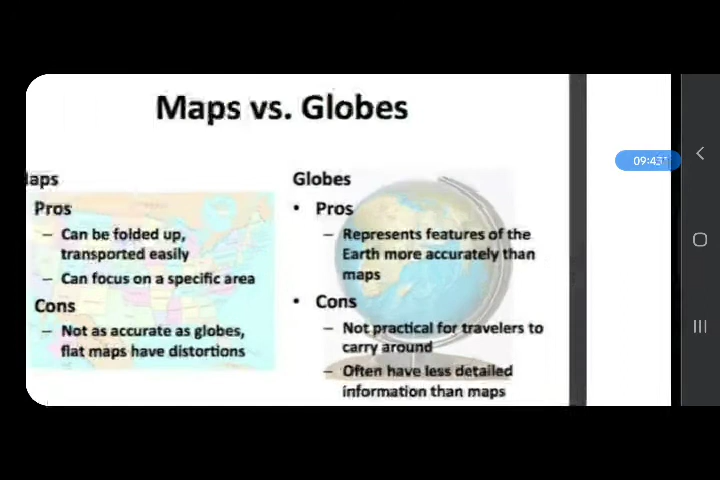 Maps vs. Globes
aps
Pros
– Can be folded up,
transported easily
– Can focus on a specific area
Cons
– Not as accurate as globes,
flat maps have distortions
Globes
• Pros
– Represents features of the
Earth more accurately than
maps
• Cons
– Not practical for travelers to
carry around
– Often have less detailed
information than maps
09:43